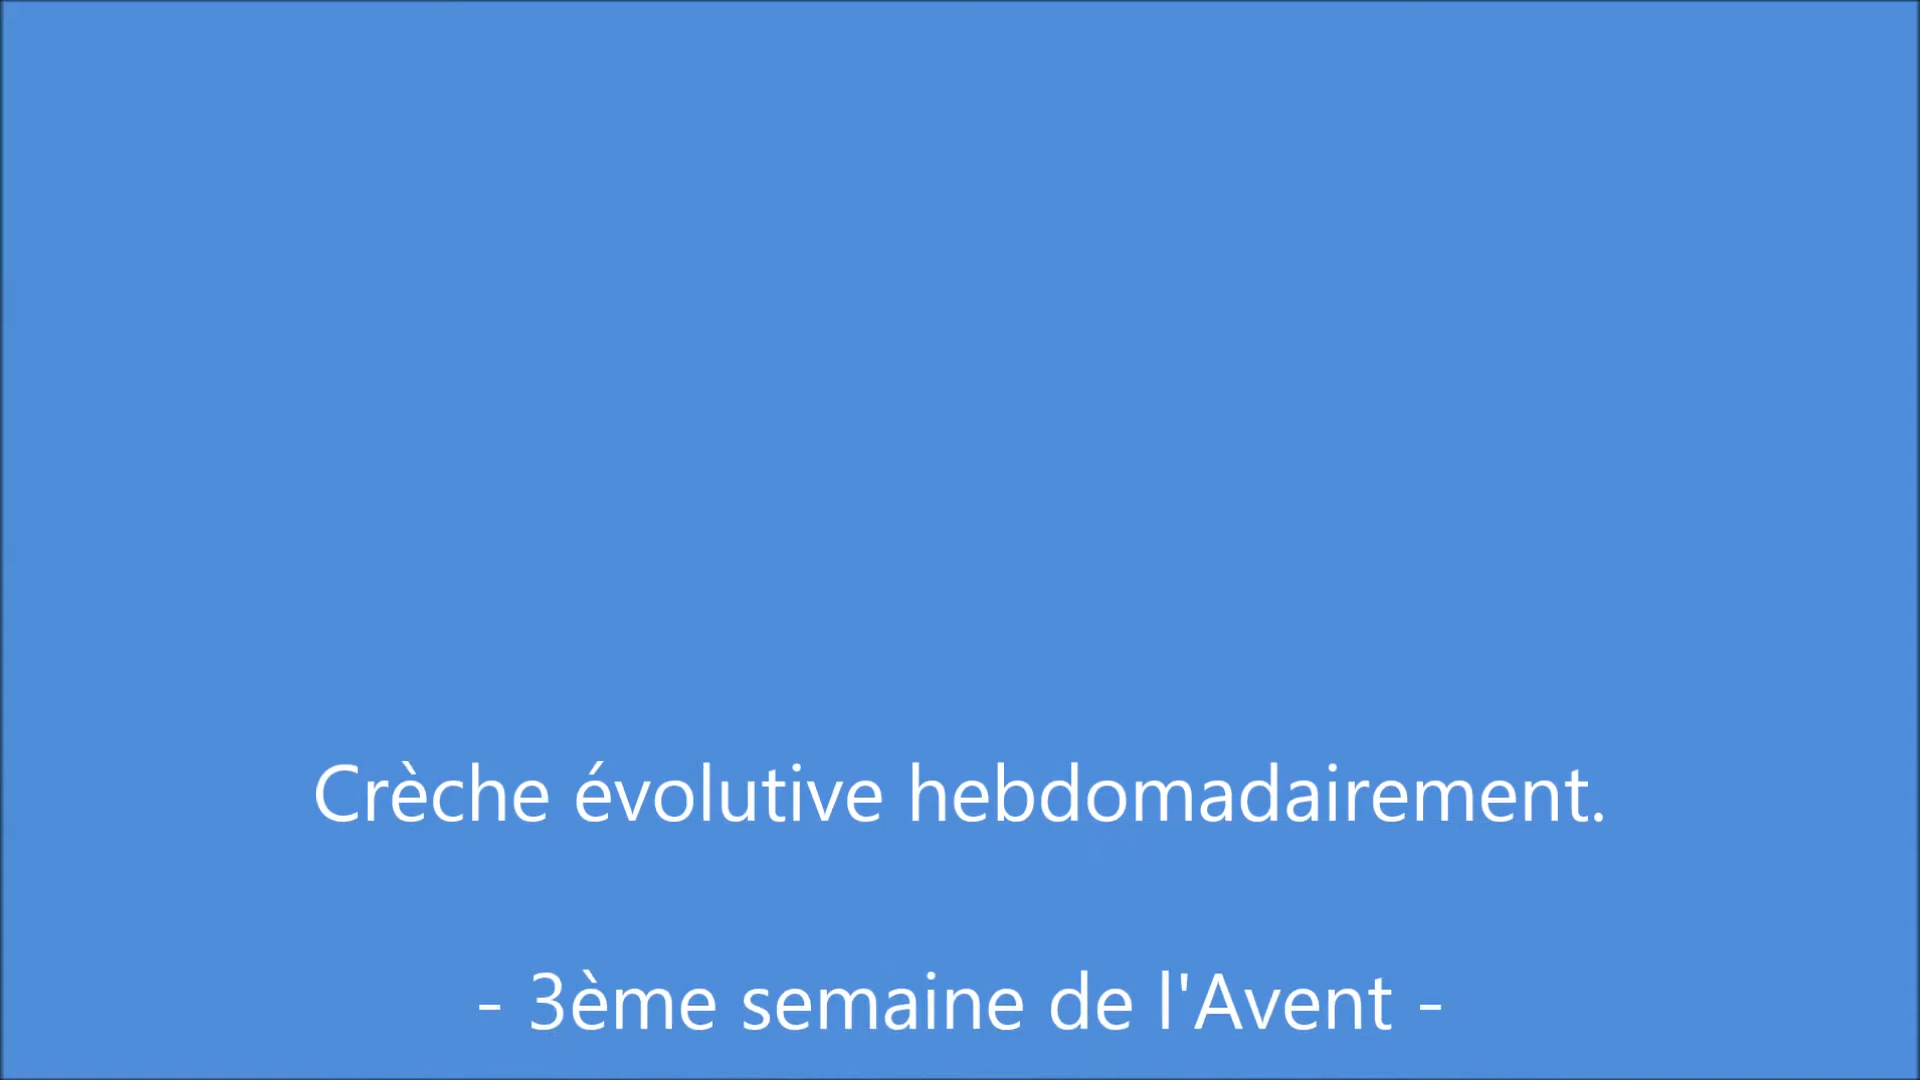 Crèche évolutive hebdomadairement.
- 3ème semaine de l'Avent -